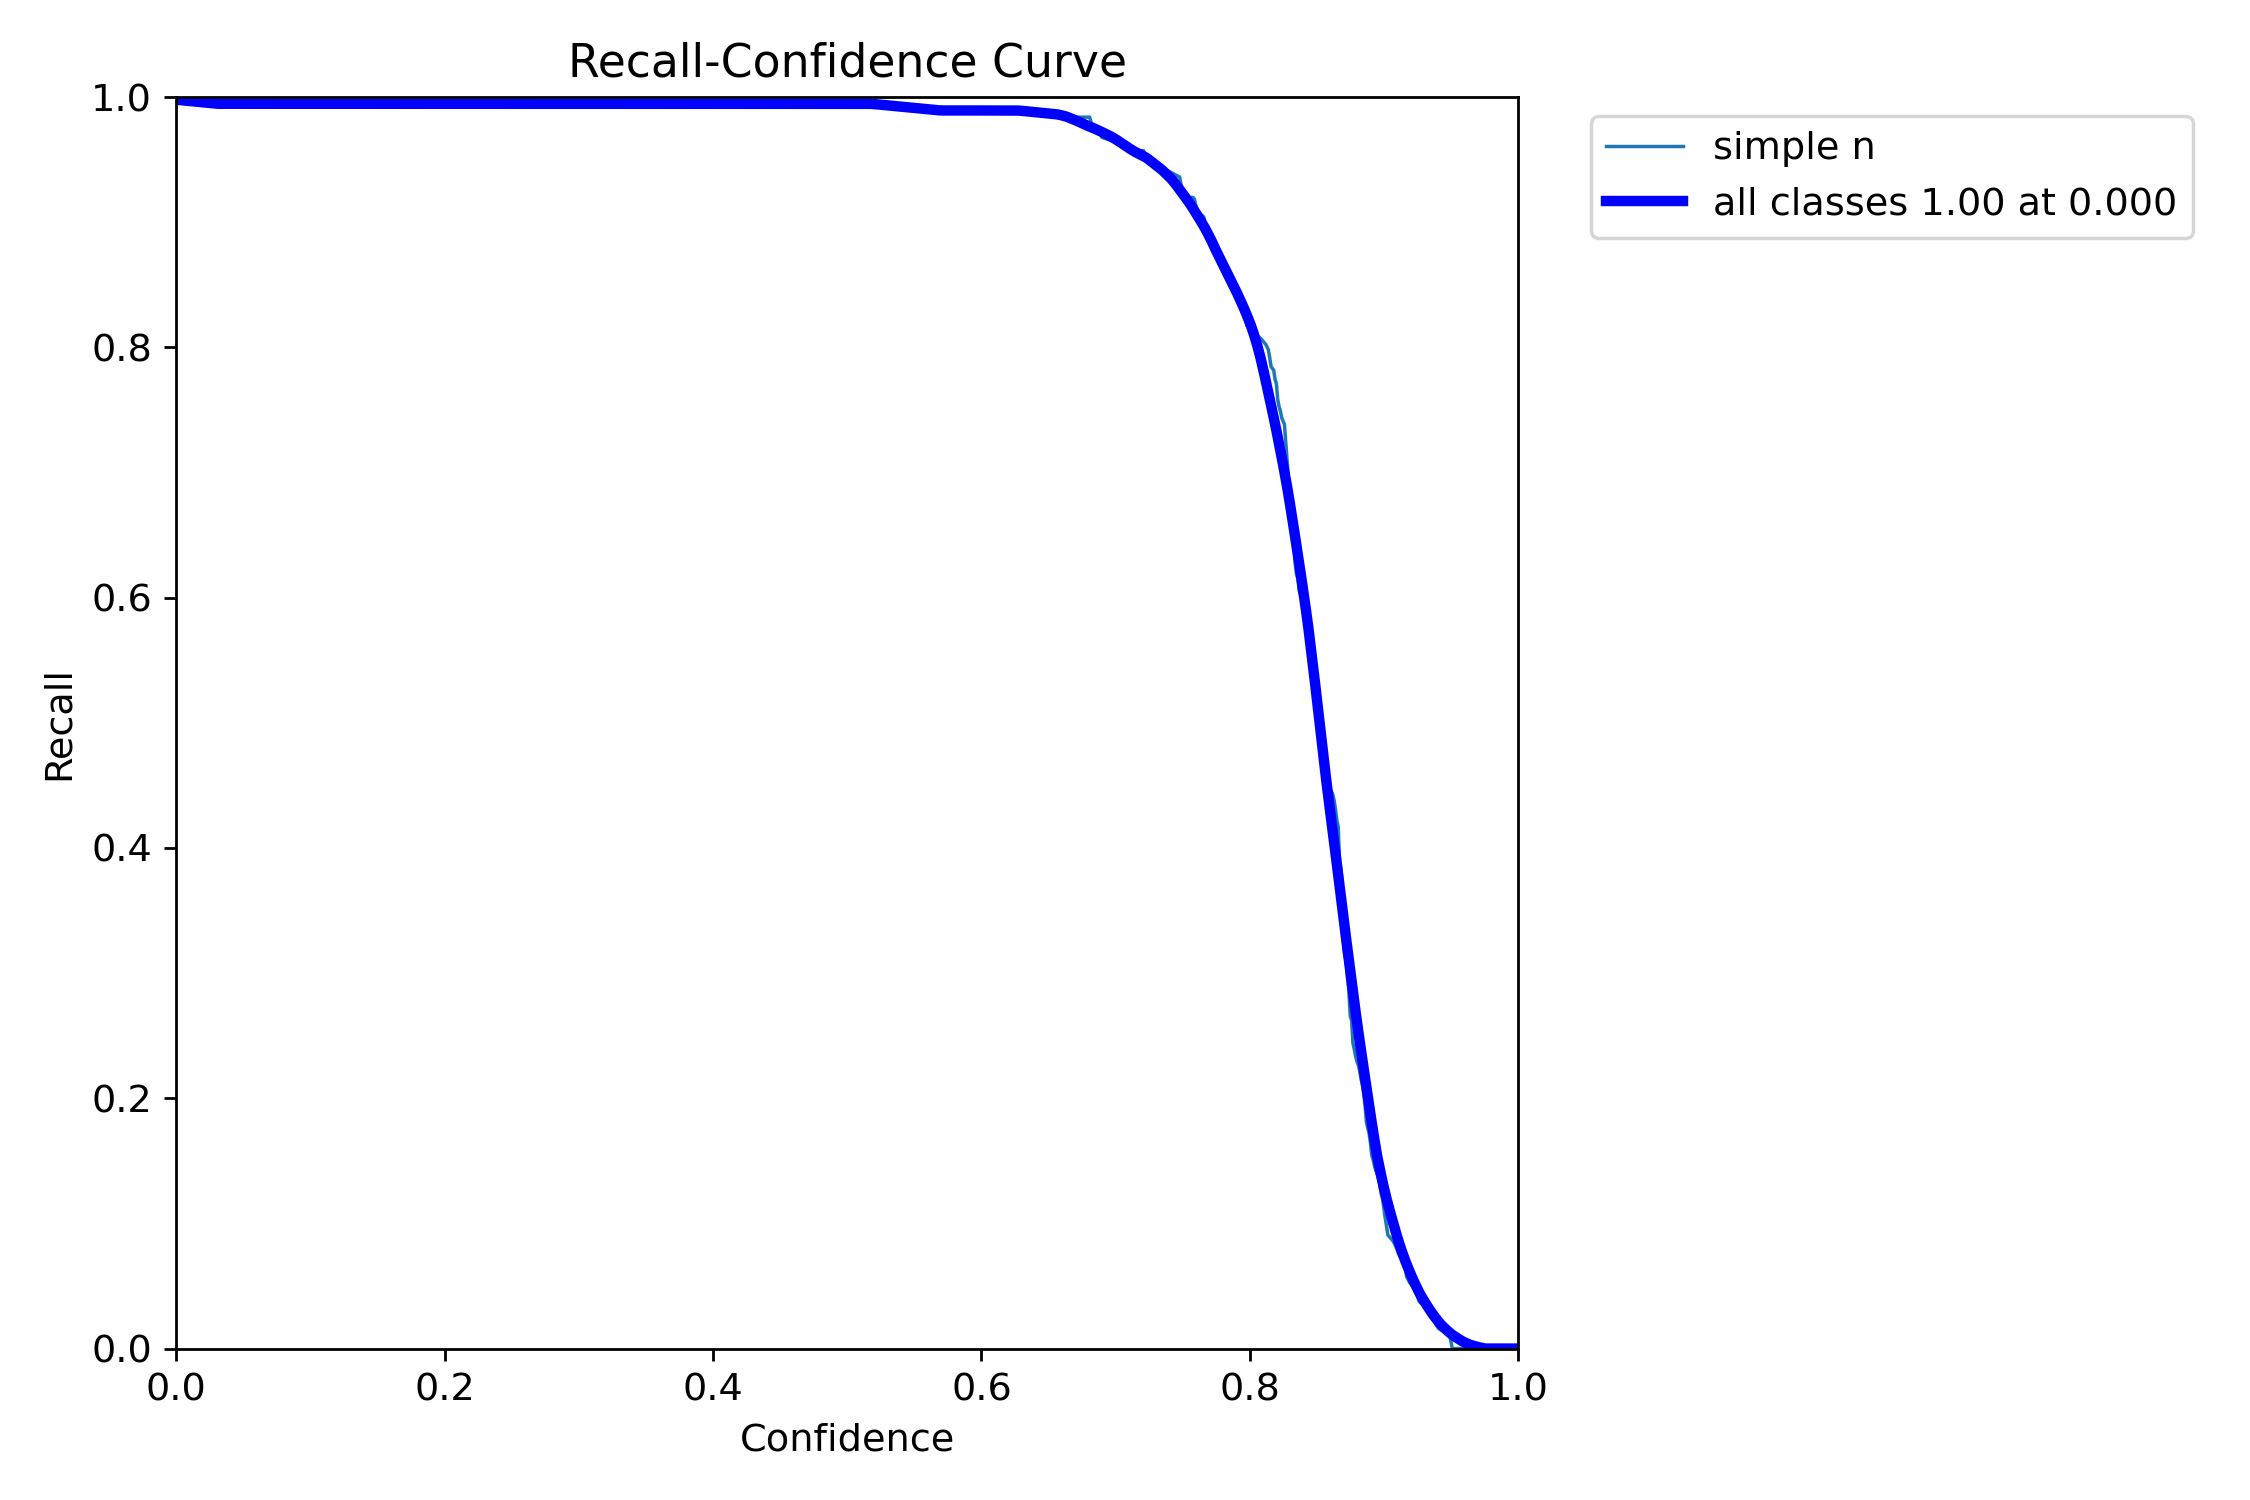 Recall-Confidence Curve
1.0
0.8
0.6
0.4
0.2
0.0
Recall
0.0 0.2 0.4 0.6 0.8 1.0
Confidence
simple n
all classes 1.00 at 0.000